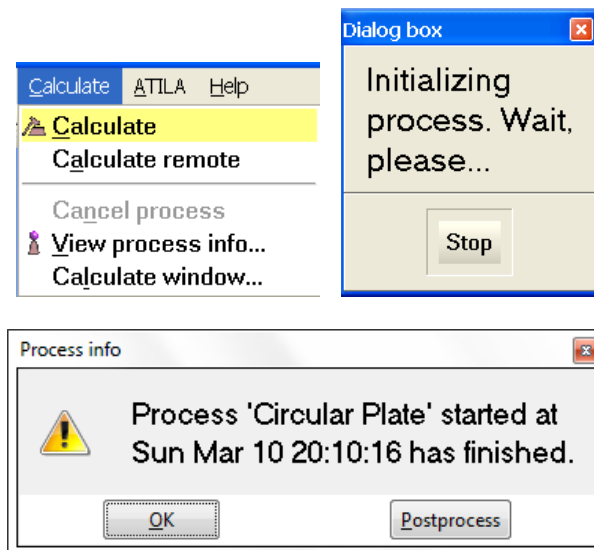 Calculate ATILA Help
Calculate
Calculate remote
Cancel process
View process info...
Calculate window...
Dialog box
Initializing
process. Wait,
please...
Stop
Process info
Process 'Circular Plate' started at
Sun Mar 10 20:10:16 has finished.
OK Postprocess